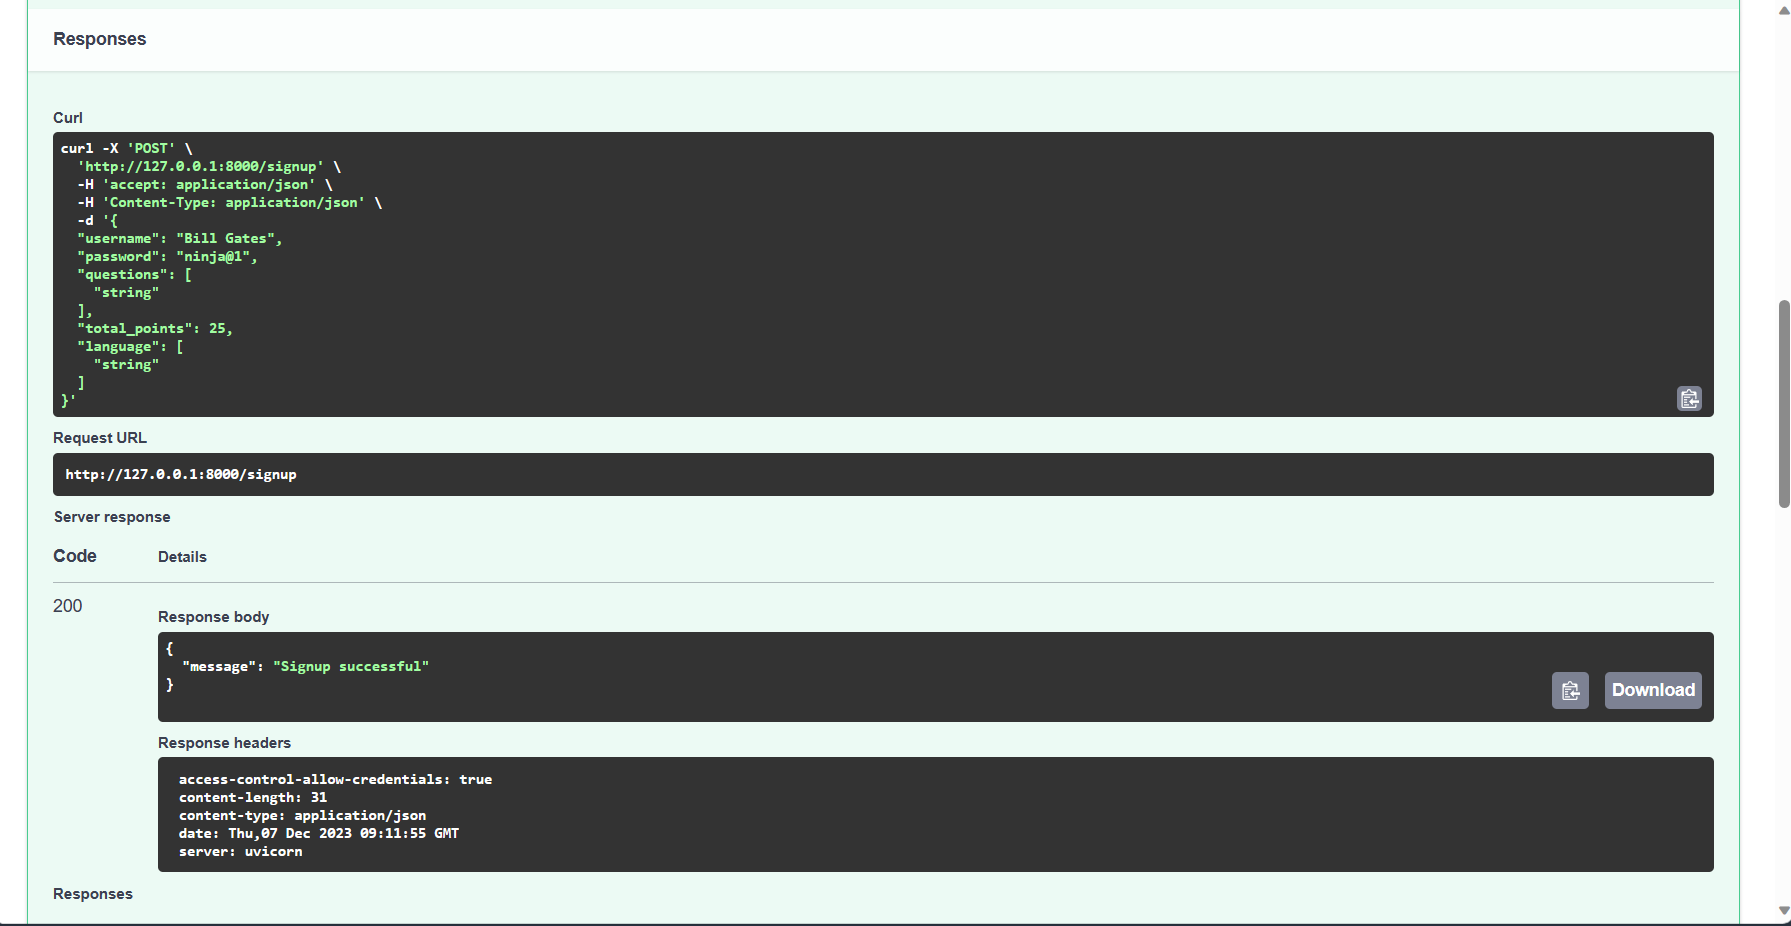 Responses
Curl
curl -X 'POST' \
  'http://127.0.0.1:8000/signup' \
  -H 'accept: application/json' \
  -H 'Content-Type: application/json' \
  -d '{
  "username": "Bill Gates",
  "password": "ninja@1",
  "questions": [
    "string"
  ],
  "total_points": 25,
  "language": [
    "string"
  ]
}'
Request URL
http://127.0.0.1:8000/signup
Server response
Code Details
200
Response body
{
  "message": "Signup successful"
}
Download
Response headers
access-control-allow-credentials: true
content-length: 31
content-type: application/json
date: Thu,07 Dec 2023 09:11:55 GMT
server: uvicorn
Responses